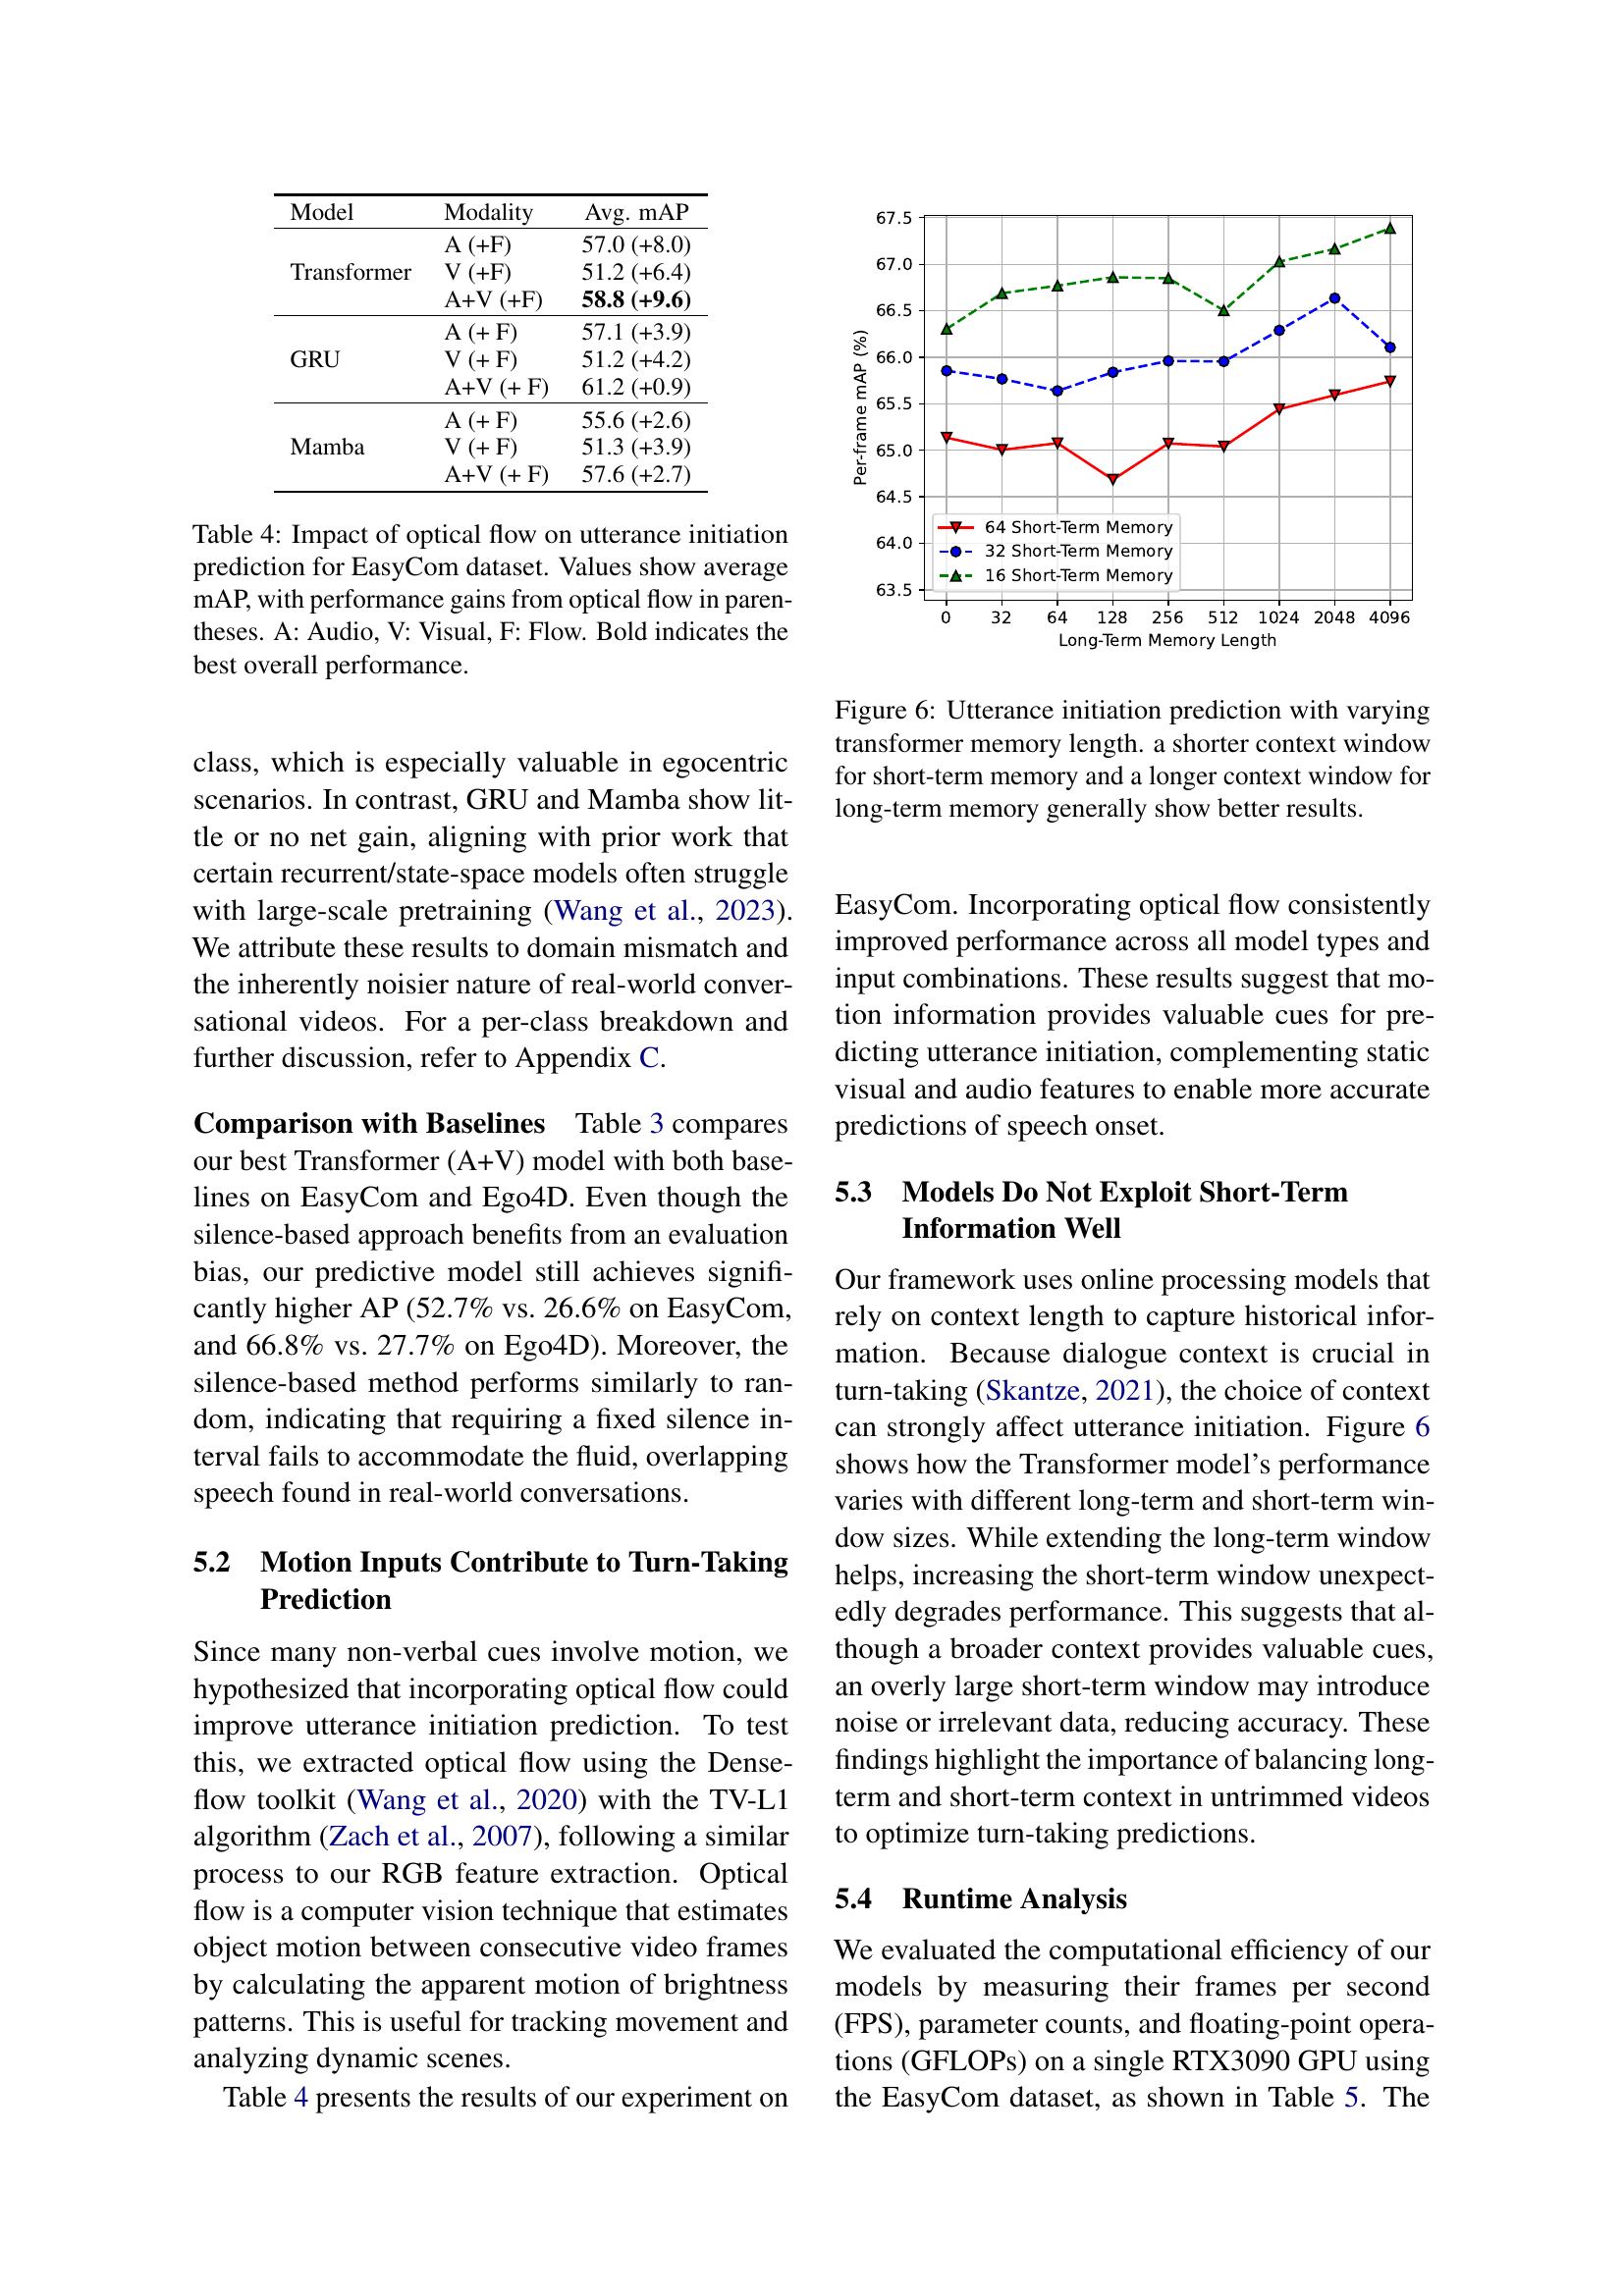 Model Modality Avg. mAP
Transformer
A (+F) 57.0 (+8.0)
V (+F) 51.2 (+6.4)
A+V (+F) 58.8 (+9.6)
GRU
A (+ F) 57.1 (+3.9)
V (+ F) 51.2 (+4.2)
A+V (+ F) 61.2 (+0.9)
Mamba
A (+ F) 55.6 (+2.6)
V (+ F) 51.3 (+3.9)
A+V (+ F) 57.6 (+2.7)
Table 4: Impact of optical flow on utterance initiation
prediction for EasyCom dataset. Values show average
mAP, with performance gains from optical flow in paren-
theses. A: Audio, V: Visual, F: Flow. Bold indicates the
best overall performance.
class, which is especially valuable in egocentric
scenarios. In contrast, GRU and Mamba show lit-
tle or no net gain, aligning with prior work that
certain recurrent/state-space models often struggle
with large-scale pretraining (Wang et al., 2023).
We attribute these results to domain mismatch and
the inherently noisier nature of real-world conver-
sational videos. For a per-class breakdown and
further discussion, refer to Appendix C.
Comparison with Baselines Table 3 compares
our best Transformer (A+V) model with both base-
lines on EasyCom and Ego4D. Even though the
silence-based approach benefits from an evaluation
bias, our predictive model still achieves signifi-
cantly higher AP (52.7% vs. 26.6% on EasyCom,
and 66.8% vs. 27.7% on Ego4D). Moreover, the
silence-based method performs similarly to ran-
dom, indicating that requiring a fixed silence in-
terval fails to accommodate the fluid, overlapping
speech found in real-world conversations.
5.2 Motion Inputs Contribute to Turn-Taking
Prediction
Since many non-verbal cues involve motion, we
hypothesized that incorporating optical flow could
improve utterance initiation prediction. To test
this, we extracted optical flow using the Dense-
flow toolkit (Wang et al., 2020) with the TV-L1
algorithm (Zach et al., 2007), following a similar
process to our RGB feature extraction. Optical
flow is a computer vision technique that estimates
object motion between consecutive video frames
by calculating the apparent motion of brightness
patterns. This is useful for tracking movement and
analyzing dynamic scenes.
Table 4 presents the results of our experiment on
67.5
67.0
66.5
66.0
65.5
65.0
64.5
64.0
63.5
Per-frame mAP (%)
64 Short-Term Memory
32 Short-Term Memory
16 Short-Term Memory
0 32 64 128 256 512 1024 2048 4096
Long-Term Memory Length
Figure 6: Utterance initiation prediction with varying
transformer memory length. a shorter context window
for short-term memory and a longer context window for
long-term memory generally show better results.
EasyCom. Incorporating optical flow consistently
improved performance across all model types and
input combinations. These results suggest that mo-
tion information provides valuable cues for pre-
dicting utterance initiation, complementing static
visual and audio features to enable more accurate
predictions of speech onset.
5.3 Models Do Not Exploit Short-Term
Information Well
Our framework uses online processing models that
rely on context length to capture historical infor-
mation. Because dialogue context is crucial in
turn-taking (Skantze, 2021), the choice of context
can strongly affect utterance initiation. Figure 6
shows how the Transformer model's performance
varies with different long-term and short-term win-
dow sizes. While extending the long-term window
helps, increasing the short-term window unexpect-
edly degrades performance. This suggests that al-
though a broader context provides valuable cues,
an overly large short-term window may introduce
noise or irrelevant data, reducing accuracy. These
findings highlight the importance of balancing long-
term and short-term context in untrimmed videos
to optimize turn-taking predictions.
5.4 Runtime Analysis
We evaluated the computational efficiency of our
models by measuring their frames per second
(FPS), parameter counts, and floating-point opera-
tions (GFLOPs) on a single RTX3090 GPU using
the EasyCom dataset, as shown in Table 5. The